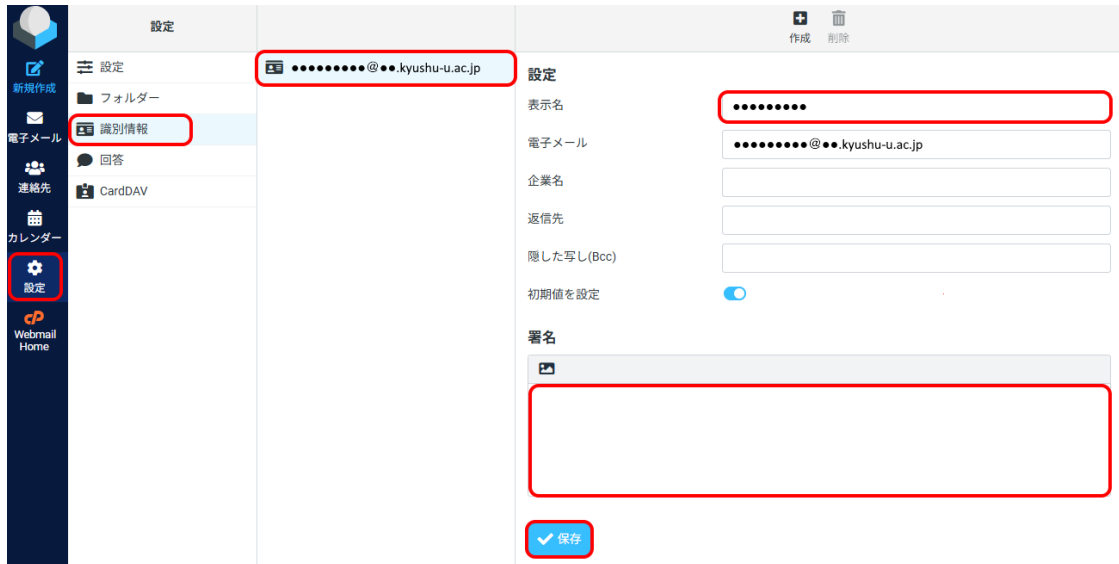 新規作成
電子メール
連絡先
カレンダー
設定
cP
Webmail
Home
設定
設定
フォルダー
識別情報
回答
CardDAV
●●●●●●●●●@●●.kyushu-u.ac.jp
作成 削除
設定
表示名 ●●●●●●●●●
電子メール ●●●●●●●●●@●●.kyushu-u.ac.jp
企業名
返信先
隠した写し(Bcc)
初期値を設定
署名
保存